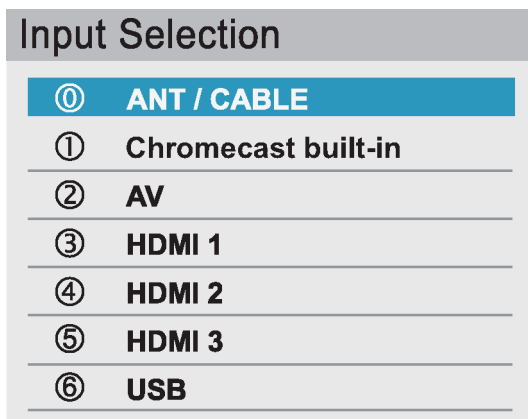 Input Selection
⓪ ANT / CABLE
① Chromecast built-in
② AV
③ HDMI 1
④ HDMI 2
⑤ HDMI 3
⑥ USB